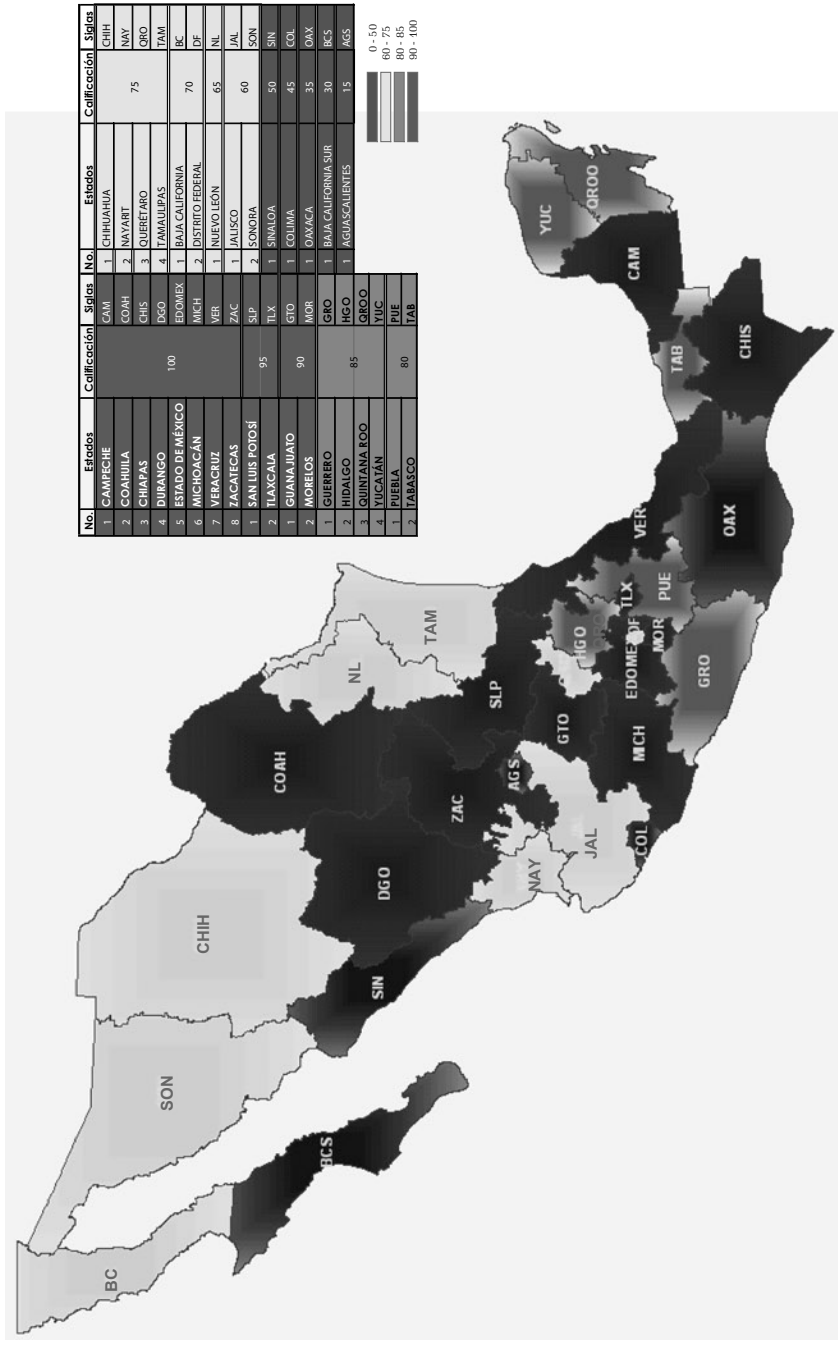 No. Estados Calificación Siglas No. Estados Calificación Siglas
1 CAMPECHE 100 CAM 1 CHIHUAHUA 75 CHIH
2 COAHUILA COAH 2 NAYARIT NAY
3 CHIAPAS CHIS 3 QUERÉTARO QRO
4 DURANGO DGO 4 TAMAULIPAS TAM
5 ESTADO DE MÉXICO EDOMEX 1 BAJA CALIFORNIA 70 BC
6 MICHOACÁN MICH 2 DISTRITO FEDERAL DF
7 VERACRUZ VER 1 NUEVO LEÓN 65 NL
8 ZACATECAS ZAC 1 JALISCO 60 JAL
1 SAN LUIS POTOSÍ 95 SLP 2 SONORA SON
2 TLAXCALA TLX 1 SINALOA 50 SIN
1 GUANAJUATO 90 GTO 1 COLIMA 45 COL
2 MORELOS MOR 1 OAXACA 35 OAX
1 GUERRERO 85 GRO 1 BAJA CALIFORNIA SUR 30 BCS
2 HIDALGO HGO 1 AGUASCALIENTES 15 AGS
3 QUINTANA ROO QROO
4 YUCATÁN YUC
1 PUEBLA 80 PUE
2 TABASCO TAB
0 - 50
60 - 75
80 - 85
90 - 100
BC
SON
CHIH
COAH
BCS
SIN
DGO
NL
TAM
ZAC
SLP
NAY
AGS
JAL
GTO
HGO
COL
MCH
EDOMEX
DF
TLX
MOR
PUE
VER
GRO
OAX
TAB
CHIS
CAM
YUC
QROO